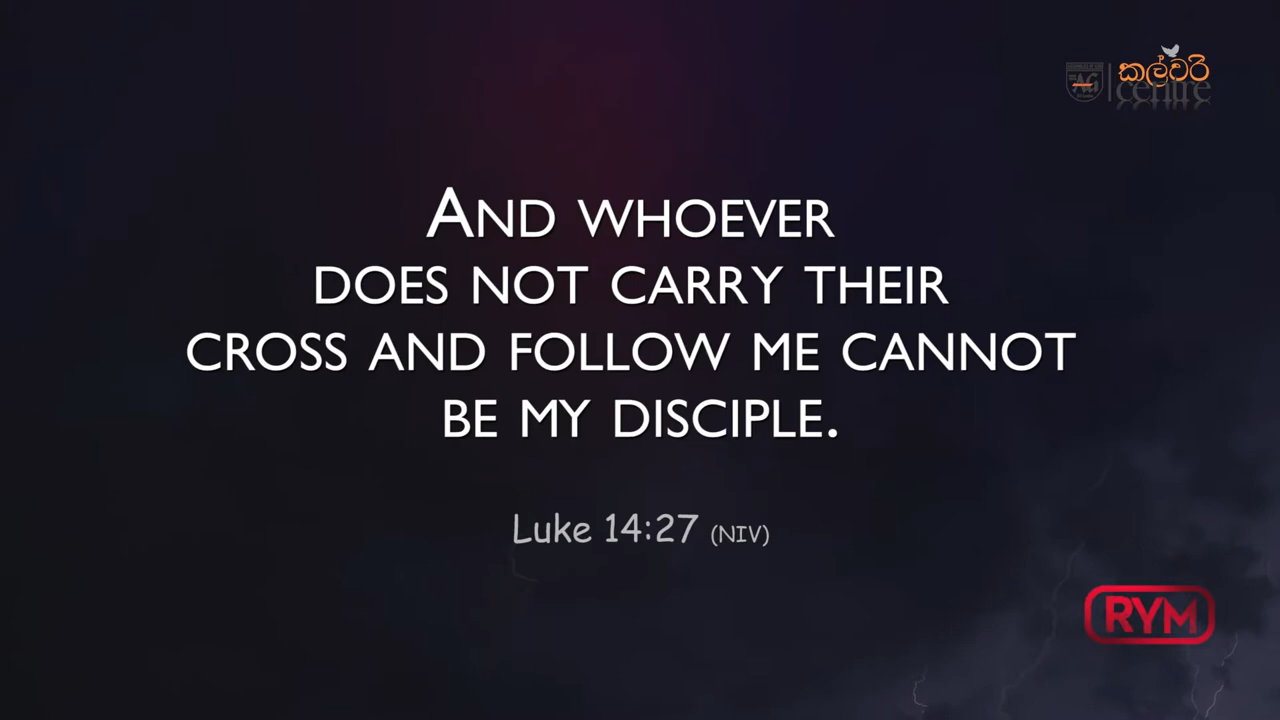 කල්වරි
centre
AG
AND WHOEVER
DOES NOT CARRY THEIR
CROSS AND FOLLOW ME CANNOT
BE MY DISCIPLE.
Luke 14:27 (NIV)
RYM